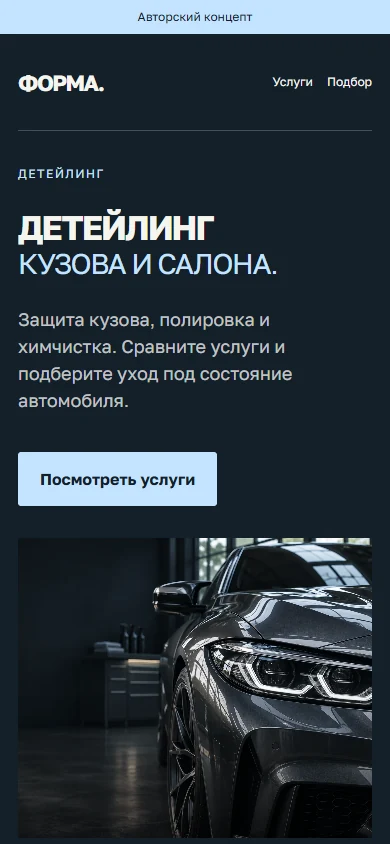 Авторский концепт
ФОРМА.
Услуги Подбор
ДЕТЕЙЛИНГ
ДЕТЕЙЛИНГ
КУЗОВА И САЛОНА.
Защита кузова, полировка и
химчистка. Сравните услуги и
подберите уход под состояние
автомобиля.
Посмотреть услуги